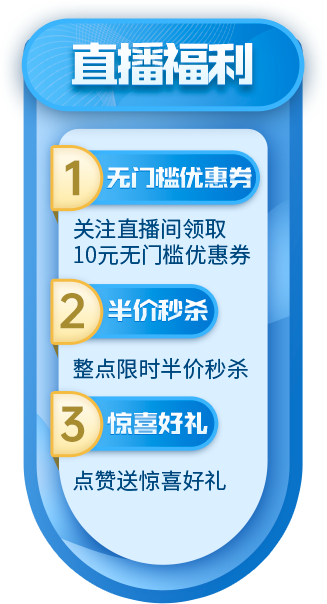 直播福利
1 无门槛优惠券
关注直播间领取
10元无门槛优惠券
2 半价秒杀
整点限时半价秒杀
3 惊喜好礼
点赞送惊喜好礼